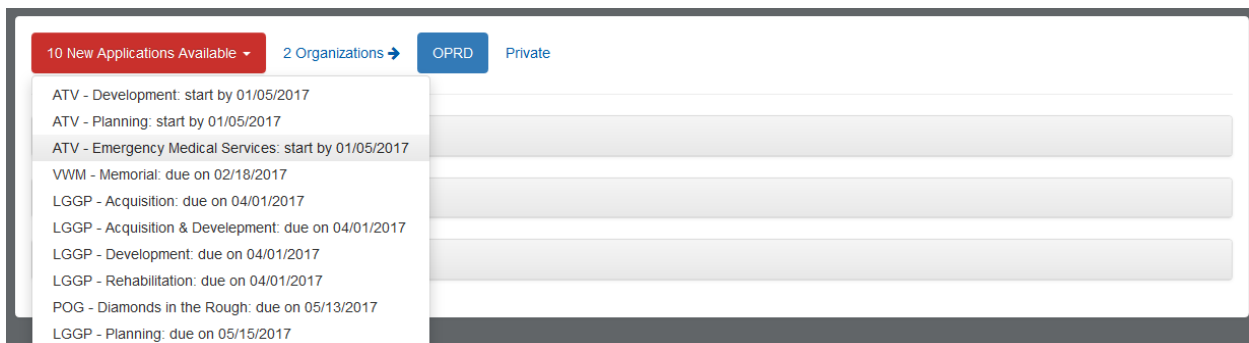 10 New Applications Available 2 Organizations OPRD Private
ATV - Development: start by 01/05/2017
ATV - Planning: start by 01/05/2017
ATV - Emergency Medical Services: start by 01/05/2017
VWM - Memorial: due on 02/18/2017
LGGP - Acquisition: due on 04/01/2017
LGGP - Acquisition & Develepment: due on 04/01/2017
LGGP - Development: due on 04/01/2017
LGGP - Rehabilitation: due on 04/01/2017
POG - Diamonds in the Rough: due on 05/13/2017
LGGP - Planning: due on 05/15/2017